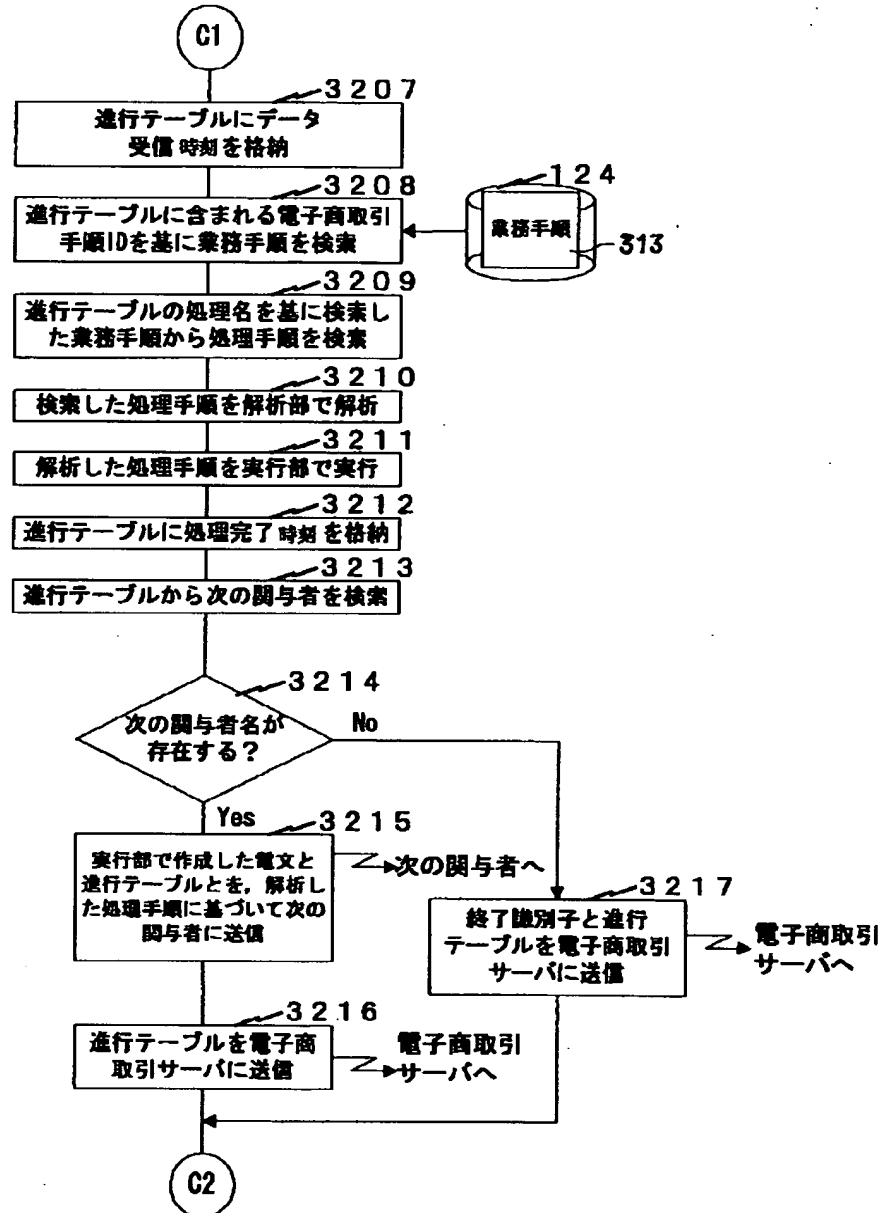 C1
3207
進行テーブルにデータ
受信時刻を格納
3208
進行テーブルに含まれる電子商取引
手順IDを基に業務手順を検索
124
業務手順
313
3209
進行テーブルの処理名を基に検索し
た業務手順から処理手順を検索
3210
検索した処理手順を解析部で解析
3211
解析した処理手順を実行部で実行
3212
進行テーブルに処理完了時刻を格納
3213
進行テーブルから次の関与者を検索
3214
次の関与者名が
存在する？
No
Yes
3215
実行部で作成した電文と
進行テーブルとを，解析し
た処理手順に基づいて次の
関与者に送信
次の関与者へ
3217
終了識別子と進行
テーブルを電子商取引
サーバに送信
電子商取引
サーバへ
3216
進行テーブルを電子商
取引サーバに送信
電子商取引
サーバへ
C2